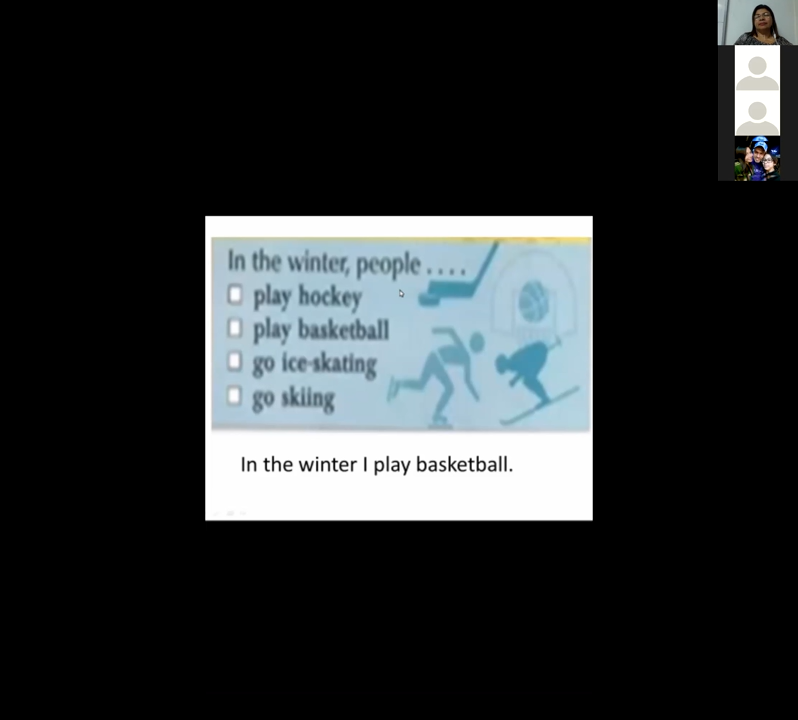 In the winter, people ....
play hockey
play basketball
go ice-skating
go skiing
In the winter I play basketball.